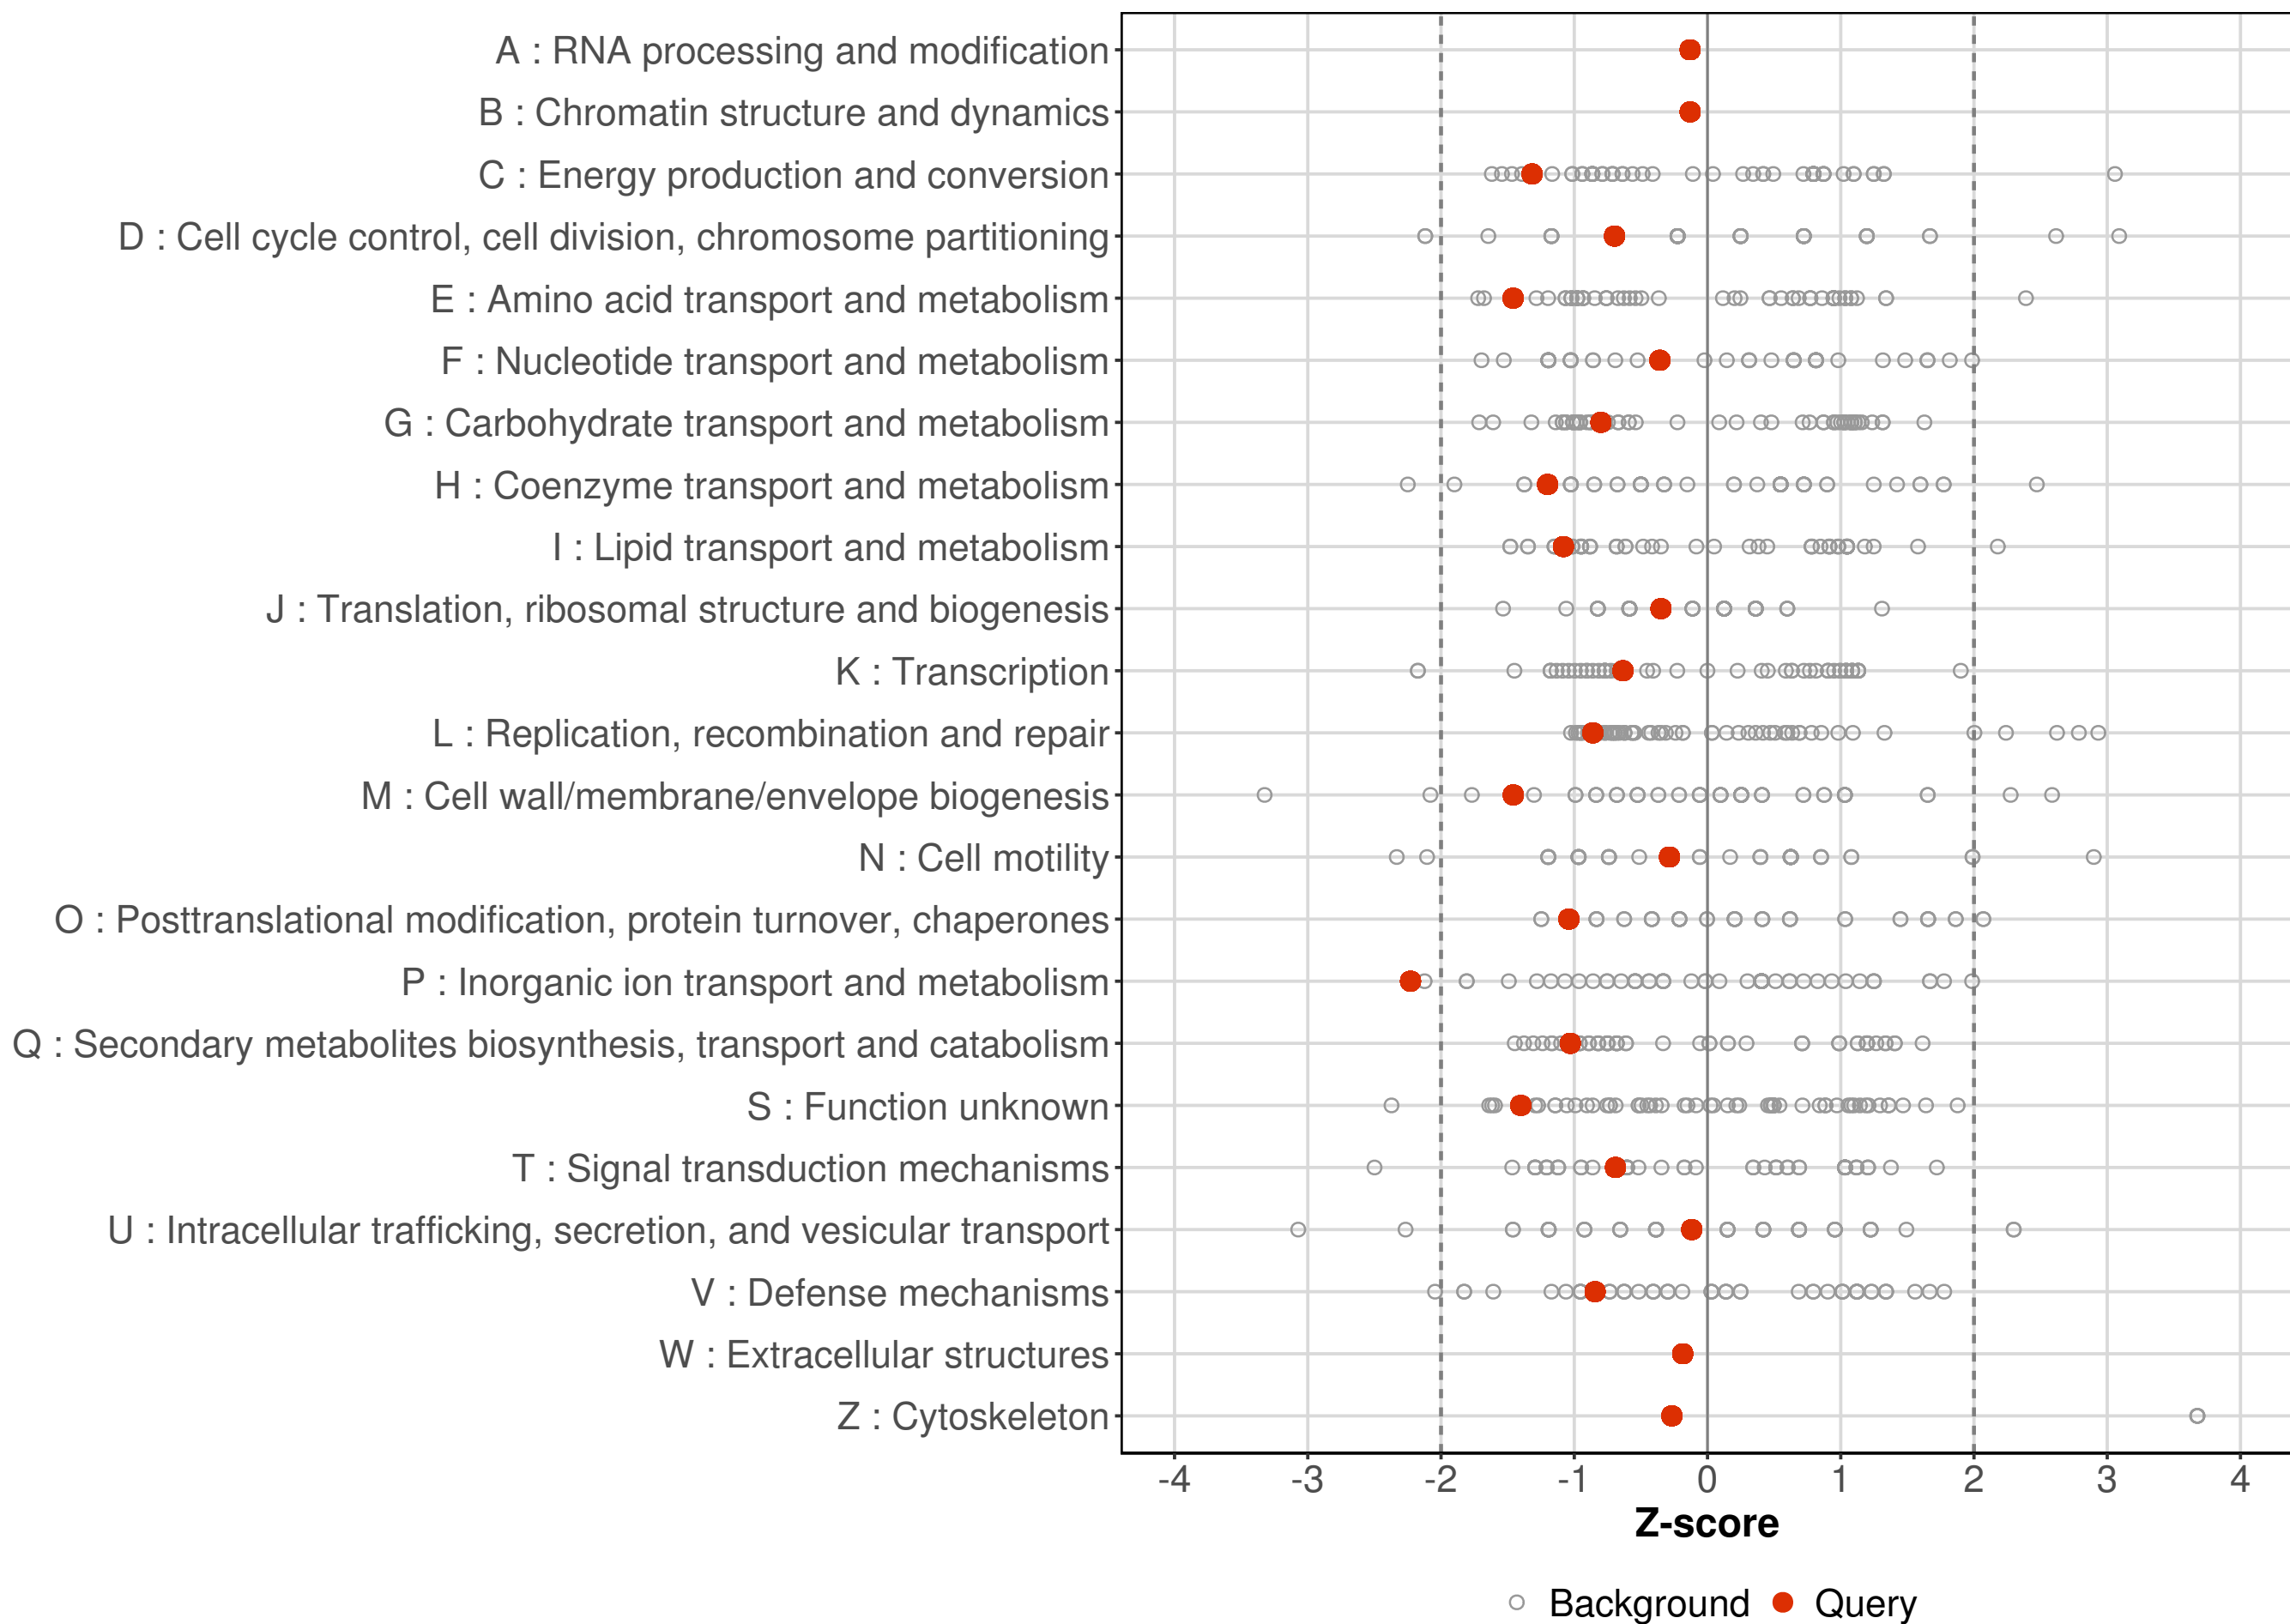 A : RNA processing and modification
B : Chromatin structure and dynamics
C : Energy production and conversion
D : Cell cycle control, cell division, chromosome partitioning
E : Amino acid transport and metabolism
F : Nucleotide transport and metabolism
G : Carbohydrate transport and metabolism
H : Coenzyme transport and metabolism
I : Lipid transport and metabolism
J : Translation, ribosomal structure and biogenesis
K : Transcription
L : Replication, recombination and repair
M : Cell wall/membrane/envelope biogenesis
N : Cell motility
O : Posttranslational modification, protein turnover, chaperones
P : Inorganic ion transport and metabolism
Q : Secondary metabolites biosynthesis, transport and catabolism
S : Function unknown
T : Signal transduction mechanisms
U : Intracellular trafficking, secretion, and vesicular transport
V : Defense mechanisms
W : Extracellular structures
Z : Cytoskeleton
-4 -3 -2 -1 0 1 2 3 4
Z-score
Background Query